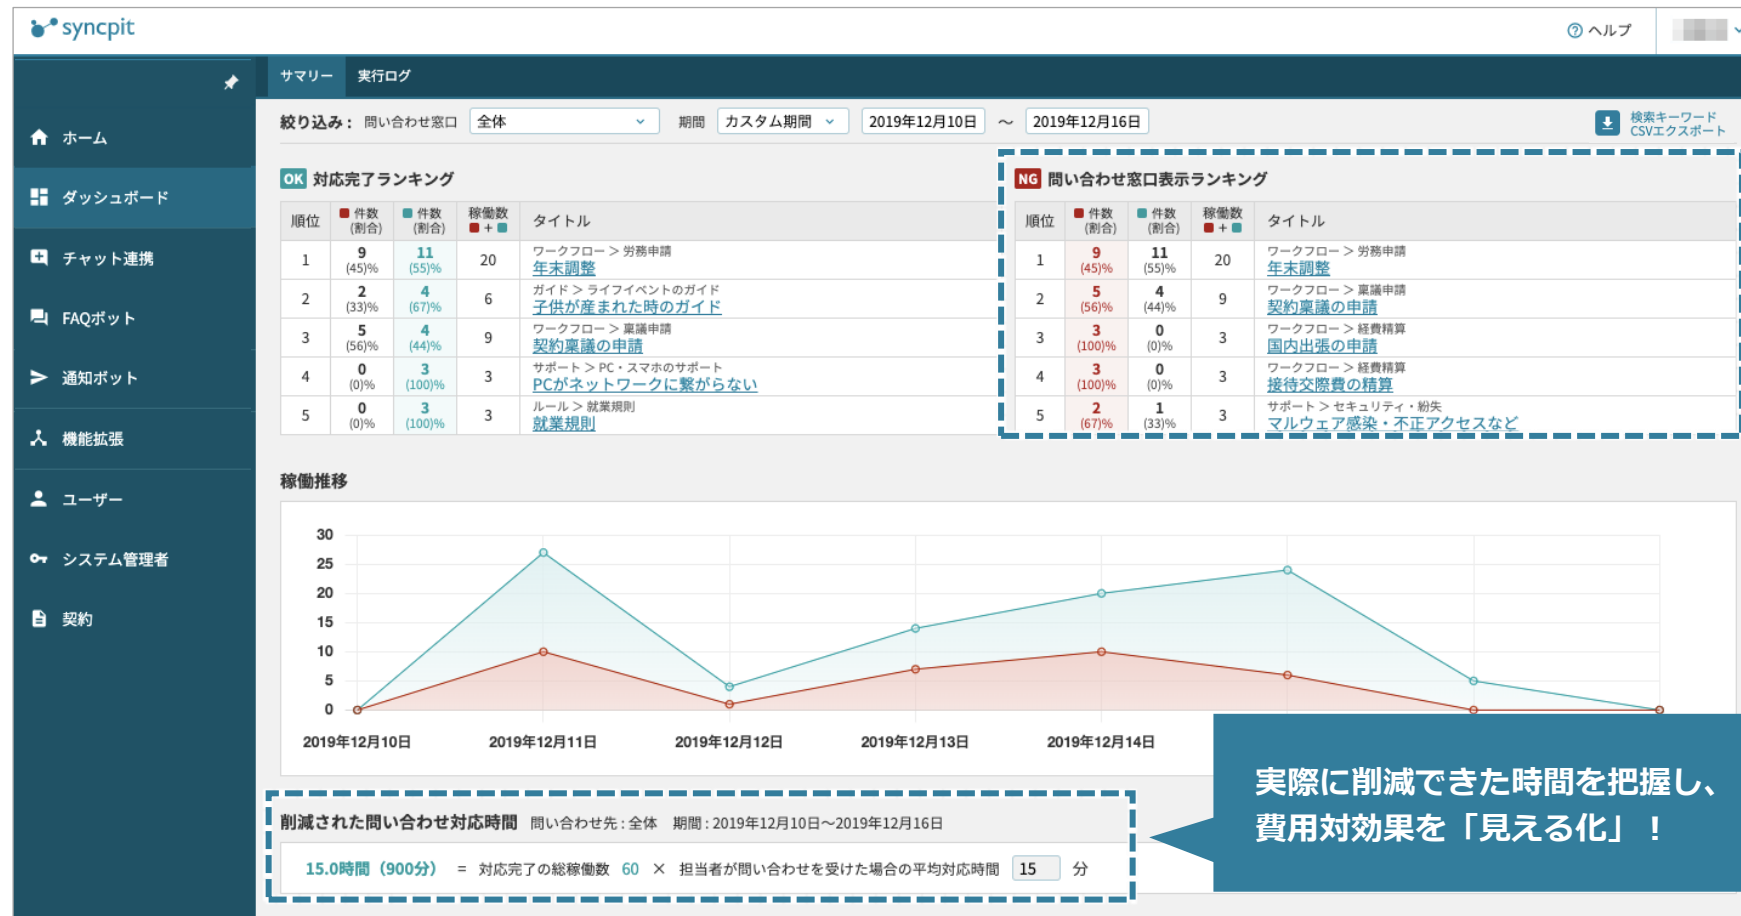 syncpit
ヘルプ
サマリー 実行ログ
ホーム
ダッシュボード
チャット連携
FAQボット
通知ボット
機能拡張
ユーザー
システム管理者
契約
絞り込み： 問い合わせ窓口 全体 期間 カスタム期間 2019年12月10日 ～ 2019年12月16日
検索キーワード
CSVエクスポート
OK 対応完了ランキング
順位 件数(割合) 件数(割合) 稼働数 + タイトル
1 9 (45)% 11 (55)% 20 ワークフロー > 労務申請
年末調整
2 2 (33)% 4 (67)% 6 ガイド > ライフイベントのガイド
子供が産まれた時のガイド
3 5 (56)% 4 (44)% 9 ワークフロー > 稟議申請
契約稟議の申請
4 0 (0)% 3 (100)% 3 サポート > PC・スマホのサポート
PCがネットワークに繋がらない
5 0 (0)% 3 (100)% 3 ルール > 就業規則
就業規則
NG 問い合わせ窓口表示ランキング
順位 件数(割合) 件数(割合) 稼働数 + タイトル
1 9 (45)% 11 (55)% 20 ワークフロー > 労務申請
年末調整
2 5 (56)% 4 (44)% 9 ワークフロー > 稟議申請
契約稟議の申請
3 3 (100)% 0 (0)% 3 ワークフロー > 経費精算
国内出張の申請
4 3 (100)% 0 (0)% 3 ワークフロー > 経費精算
接待交際費の精算
5 2 (67)% 1 (33)% 3 サポート > セキュリティ・紛失
マルウェア感染・不正アクセスなど
稼働推移
30
25
20
15
10
5
0
2019年12月10日 2019年12月11日 2019年12月12日 2019年12月13日 2019年12月14日
実際に削減できた時間を把握し、
費用対効果を「見える化」！
削減された問い合わせ対応時間 問い合わせ先：全体 期間：2019年12月10日～2019年12月16日
15.0時間（900分） = 対応完了の総稼働数 60 × 担当者が問い合わせを受けた場合の平均対応時間 15 分